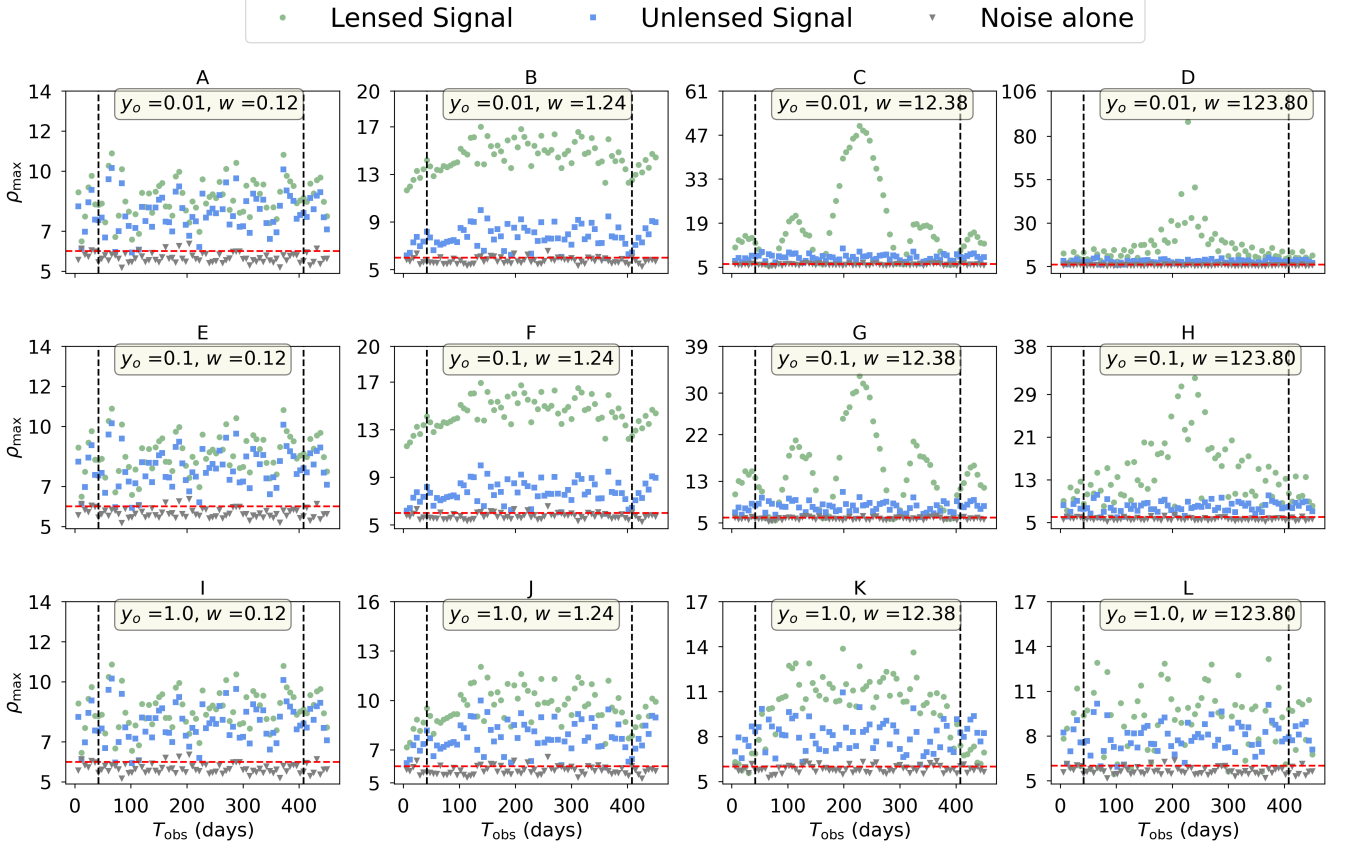 Lensed Signal Unlensed Signal Noise alone
A B C D
y_o =0.01, w =0.12 y_o =0.01, w =1.24 y_o =0.01, w =12.38 y_o =0.01, w =123.80
ρ_max
14 12 10 7 5
20 17 13 9 5
61 47 33 19 5
106 80 55 30 5
E F G H
y_o =0.1, w =0.12 y_o =0.1, w =1.24 y_o =0.1, w =12.38 y_o =0.1, w =123.80
ρ_max
14 12 10 7 5
20 17 13 9 5
39 30 22 13 5
38 29 21 13 5
I J K L
y_o =1.0, w =0.12 y_o =1.0, w =1.24 y_o =1.0, w =12.38 y_o =1.0, w =123.80
ρ_max
14 12 10 7 5
16 13 10 7 5
17 14 11 8 5
17 14 11 8 5
0 100 200 300 400 0 100 200 300 400 0 100 200 300 400 0 100 200 300 400
T_obs (days) T_obs (days) T_obs (days) T_obs (days)